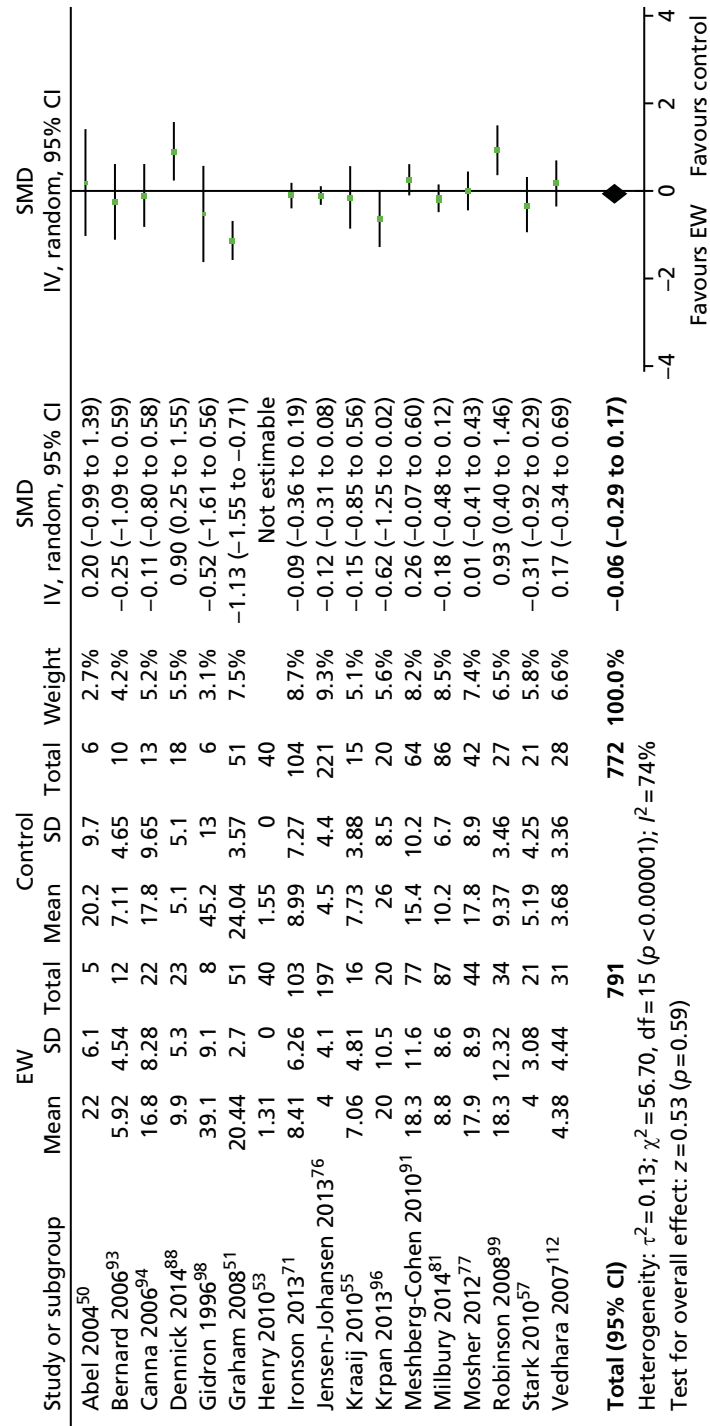 EW Control SMD SMD
Study or subgroup Mean SD Total Mean SD Total Weight IV, random, 95% CI IV, random, 95% CI
Abel 2004⁵⁰ 22 6.1 5 20.2 9.7 6 2.7% 0.20 (−0.99 to 1.39)
Bernard 2006⁹³ 5.92 4.54 12 7.11 4.65 10 4.2% −0.25 (−1.09 to 0.59)
Canna 2006⁹⁴ 16.8 8.28 22 17.8 9.65 13 5.2% −0.11 (−0.80 to 0.58)
Dennick 2014⁸⁸ 9.9 5.3 23 5.1 5.1 18 5.5% 0.90 (0.25 to 1.55)
Gidron 1996⁹⁸ 39.1 9.1 8 45.2 13 6 3.1% −0.52 (−1.61 to 0.56)
Graham 2008⁵¹ 20.44 2.7 51 24.04 3.57 51 7.5% −1.13 (−1.55 to −0.71)
Henry 2010⁵³ 1.31 0 40 1.55 0 40 Not estimable
Ironson 2013⁷¹ 8.41 6.26 103 8.99 7.27 104 8.7% −0.09 (−0.36 to 0.19)
Jensen-Johansen 2013⁷⁶ 4 4.1 197 4.5 4.4 221 9.3% −0.12 (−0.31 to 0.08)
Kraaij 2010⁵⁵ 7.06 4.81 16 7.73 3.88 15 5.1% −0.15 (−0.85 to 0.56)
Krpan 2013⁹⁶ 20 10.5 20 26 8.5 20 5.6% −0.62 (−1.25 to 0.02)
Meshberg-Cohen 2010⁹¹ 18.3 11.6 77 15.4 10.2 64 8.2% 0.26 (−0.07 to 0.60)
Milbury 2014⁸¹ 8.8 8.6 87 10.2 6.7 86 8.5% −0.18 (−0.48 to 0.12)
Mosher 2012⁷⁷ 17.9 8.9 44 17.8 8.9 42 7.4% 0.01 (−0.41 to 0.43)
Robinson 2008⁹⁹ 18.3 12.32 34 9.37 3.46 27 6.5% 0.93 (0.40 to 1.46)
Stark 2010⁵⁷ 4 3.08 21 5.19 4.25 21 5.8% −0.31 (−0.92 to 0.29)
Vedhara 2007¹¹² 4.38 4.44 31 3.68 3.36 28 6.6% 0.17 (−0.34 to 0.69)
Total (95% CI) 791 772 100.0% −0.06 (−0.29 to 0.17)
Heterogeneity: τ²=0.13; χ²=56.70, df=15 (p<0.00001); I²=74%
Test for overall effect: z=0.53 (p=0.59)
−4 −2 0 2 4
Favours EW Favours control